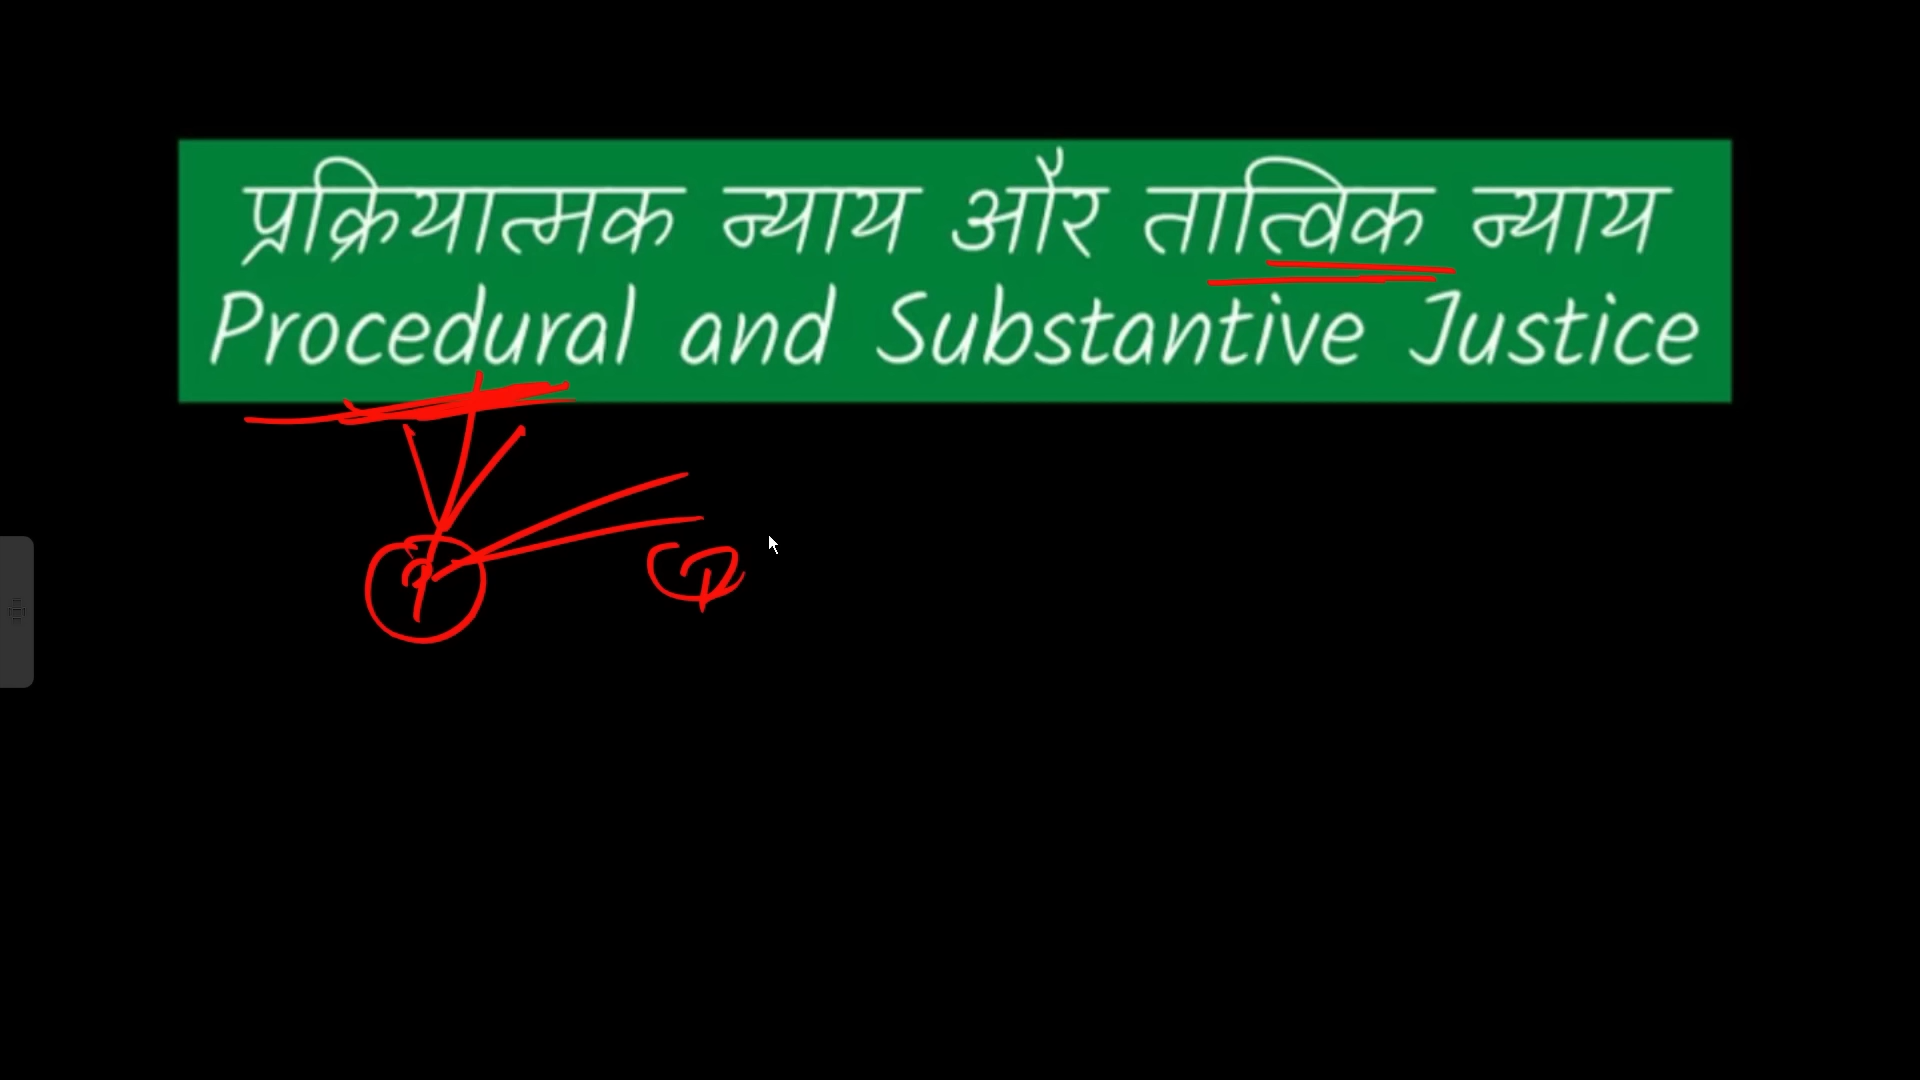 प्रक्रियात्मक न्याय और तात्विक न्याय
Procedural and Substantive Justice